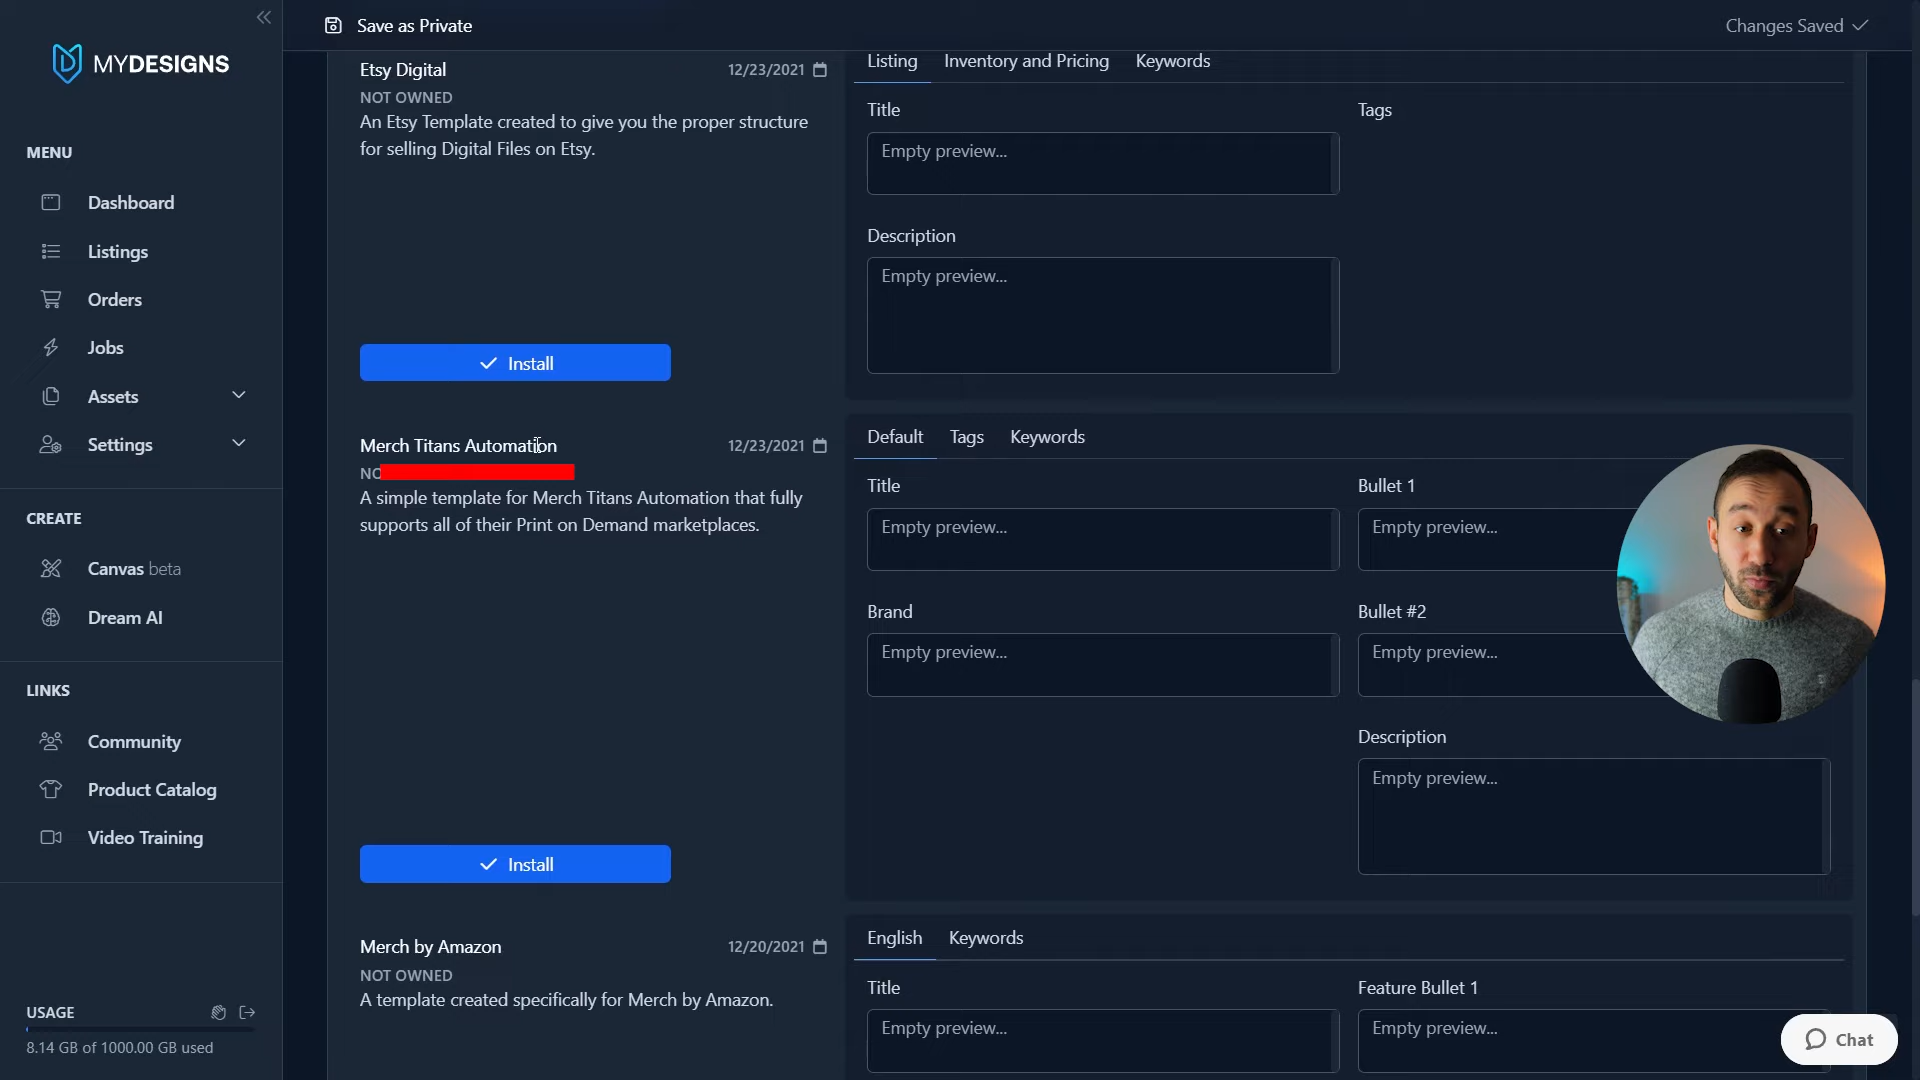 Save as Private
Changes Saved
MYDESIGNS
MENU
Dashboard
Listings
Orders
Jobs
Assets
Settings
CREATE
Canvas beta
Dream AI
LINKS
Community
Product Catalog
Video Training
USAGE
8.14 GB of 1000.00 GB used
Etsy Digital
12/23/2021
NOT OWNED
An Etsy Template created to give you the proper structure
for selling Digital Files on Etsy.
Install
Listing
Inventory and Pricing
Keywords
Title
Tags
Empty preview...
Description
Empty preview...
Merch Titans Automation
12/23/2021
NO
A simple template for Merch Titans Automation that fully
supports all of their Print on Demand marketplaces.
Install
Default
Tags
Keywords
Title
Bullet 1
Empty preview...
Empty preview...
Brand
Bullet #2
Empty preview...
Empty preview...
Description
Empty preview...
Merch by Amazon
12/20/2021
NOT OWNED
A template created specifically for Merch by Amazon.
English
Keywords
Title
Feature Bullet 1
Empty preview...
Empty preview...
Chat